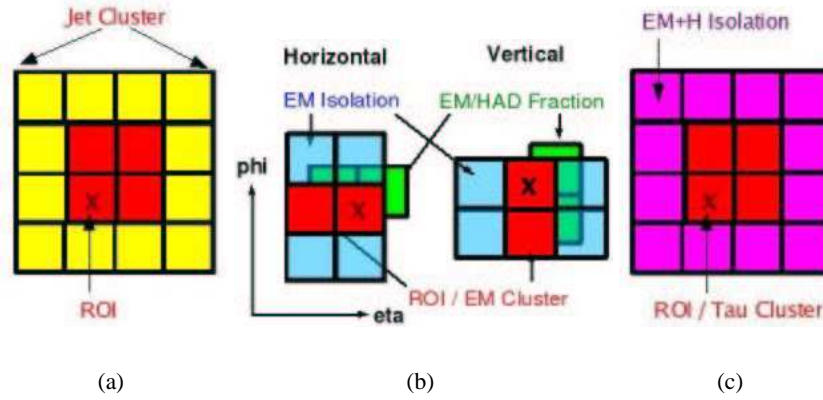 Jet Cluster
ROI
X
Horizontal
Vertical
EM Isolation
EM/HAD Fraction
phi
X
X
ROI / EM Cluster
eta
EM+H Isolation
X
ROI / Tau Cluster
(a)
(b)
(c)